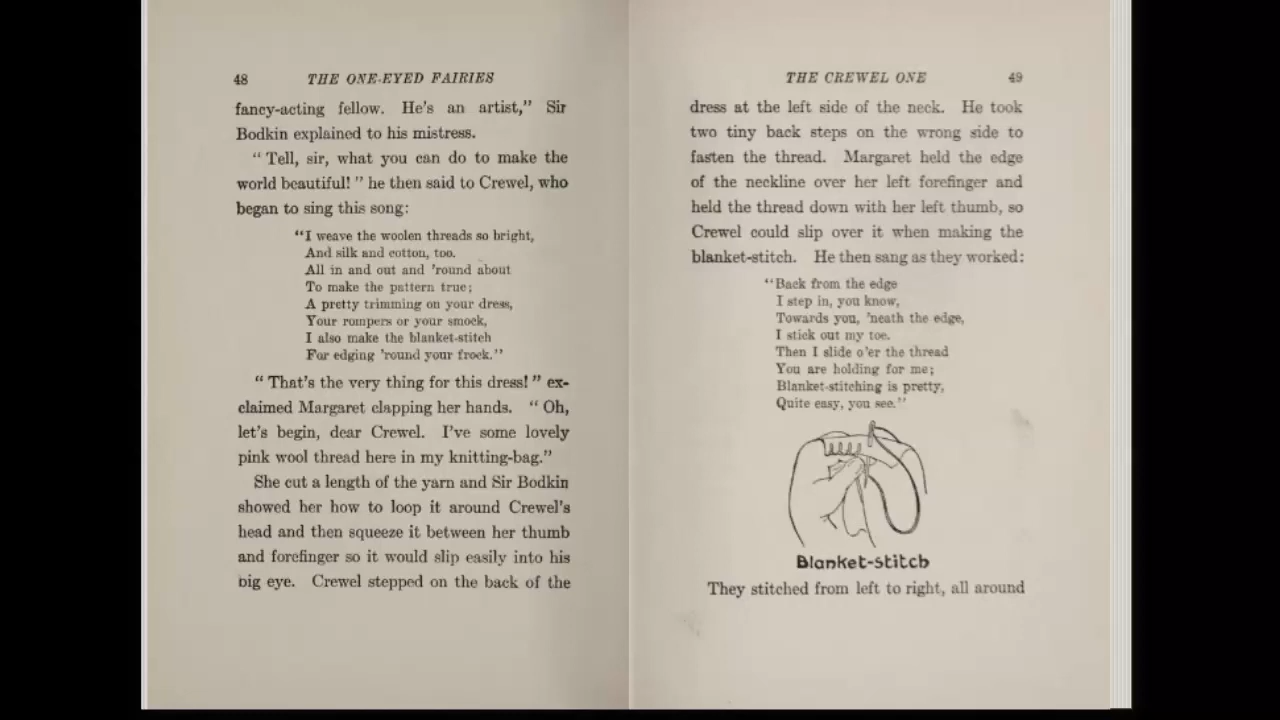 48 THE ONE-EYED FAIRIES
fancy-acting fellow. He's an artist," Sir
Bodkin explained to his mistress.
"Tell, sir, what you can do to make the
world beautiful!" he then said to Crewel, who
began to sing this song:
"I weave the woolen threads so bright,
And silk and cotton, too.
All in and out and 'round about
To make the pattern true;
A pretty trimming on your dress,
Your rompers or your smock,
I also make the blanket-stitch
For edging 'round your frock."
"That's the very thing for this dress!" ex-
claimed Margaret clapping her hands. "Oh,
let's begin, dear Crewel. I've some lovely
pink wool thread here in my knitting-bag."
She cut a length of the yarn and Sir Bodkin
showed her how to loop it around Crewel's
head and then squeeze it between her thumb
and forefinger so it would slip easily into his
big eye. Crewel stepped on the back of the
THE CREWEL ONE 49
dress at the left side of the neck. He took
two tiny back steps on the wrong side to
fasten the thread. Margaret held the edge
of the neckline over her left forefinger and
held the thread down with her left thumb, so
Crewel could slip over it when making the
blanket-stitch. He then sang as they worked:
"Back from the edge
I step in, you know,
Towards you, 'neath the edge,
I stick out my toe.
Then I slide o'er the thread
You are holding for me;
Blanket-stitching is pretty,
Quite easy, you see."
Blanket-stitch
They stitched from left to right, all around